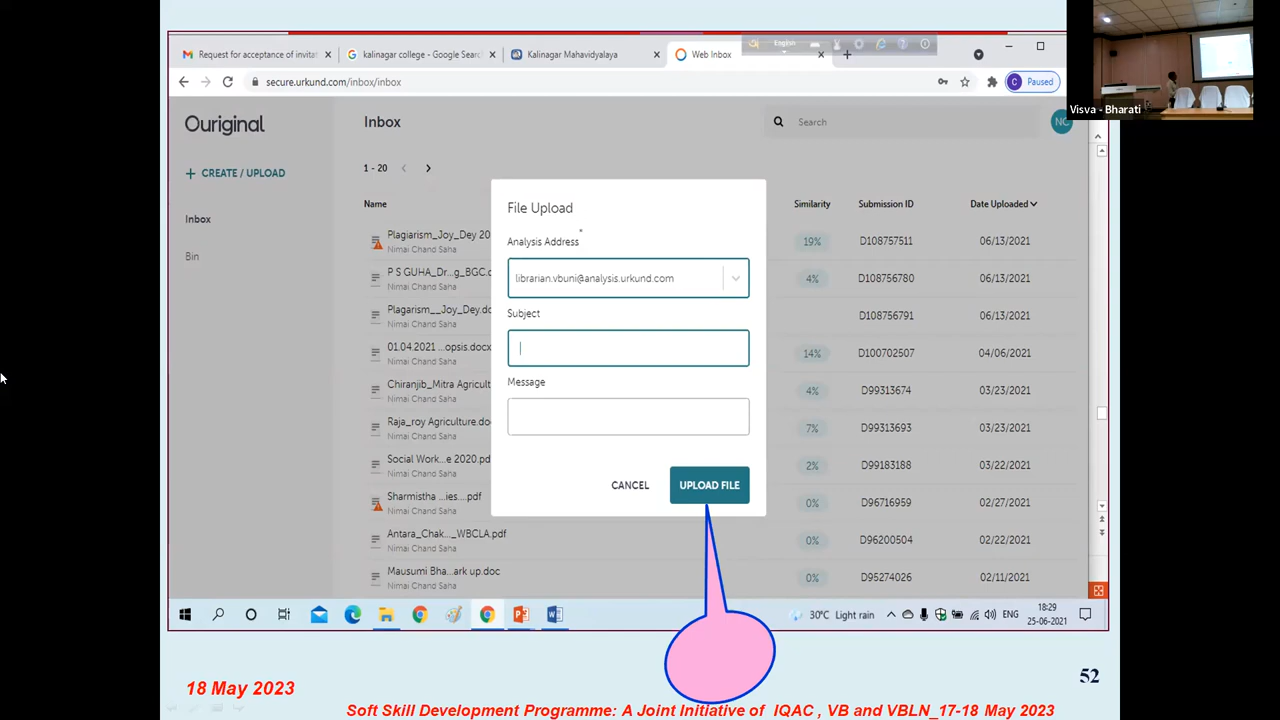 Request for acceptance of invitat
kalinagar college - Google Sear
Kalinagar Mahavidyalaya
Web Inbox
English
secure.urkund.com/inbox/inbox
C Paused
Visva - Bharati
Ouriginal
Inbox
Search
NC
+ CREATE / UPLOAD
1 - 20
Inbox
Bin
Name
Similarity
Submission ID
Date Uploaded
Plagiarism_Joy_Dey 20
Nimai Chand Saha
19%
D108757511
06/13/2021
P S GUHA_Dr...g_BGC.d
Nimai Chand Saha
4%
D108756780
06/13/2021
Plagarism__Joy_Dey.do
Nimai Chand Saha
D108756791
06/13/2021
01.04.2021 ...opsis.docx
Nimai Chand Saha
14%
D100702507
04/06/2021
Chiranjib_Mitra Agricult
Nimai Chand Saha
4%
D99313674
03/23/2021
Raja_roy Agriculture.do
Nimai Chand Saha
7%
D99313693
03/23/2021
Social Work...e 2020.pd
Nimai Chand Saha
2%
D99183188
03/22/2021
Sharmistha ...ies....pdf
Nimai Chand Saha
0%
D96716959
02/27/2021
Antara_Chak..._WBCLA.pdf
Nimai Chand Saha
0%
D96200504
02/22/2021
Mausumi Bha...ark up.doc
Nimai Chand Saha
0%
D95274026
02/11/2021
File Upload
Analysis Address *
librarian.vbuni@analysis.urkund.com
Subject
Message
CANCEL
UPLOAD FILE
30°C Light rain
ENG
18:29
25-06-2021
18 May 2023
52
Soft Skill Development Programme: A Joint Initiative of IQAC , VB and VBLN_17-18 May 2023